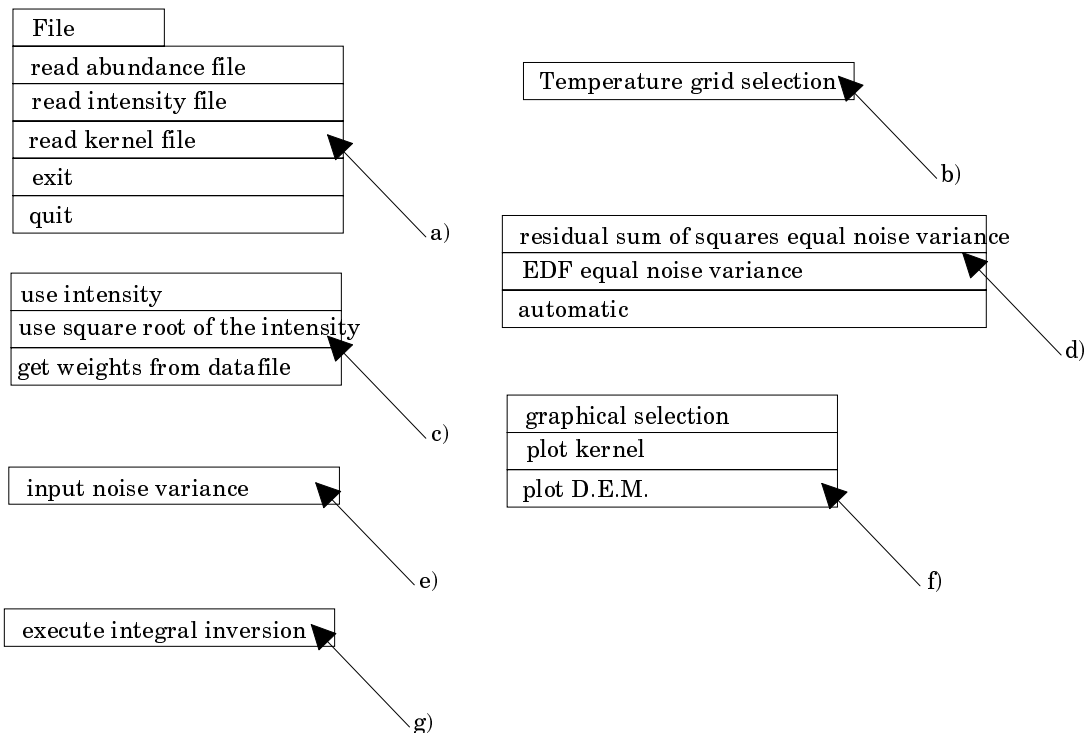 File
read abundance file
read intensity file
read kernel file
exit
quit
a)
Temperature grid selection
b)
use intensity
use square root of the intensity
get weights from datafile
c)
residual sum of squares equal noise variance
EDF equal noise variance
automatic
d)
input noise variance
e)
graphical selection
plot kernel
plot D.E.M.
f)
execute integral inversion
g)